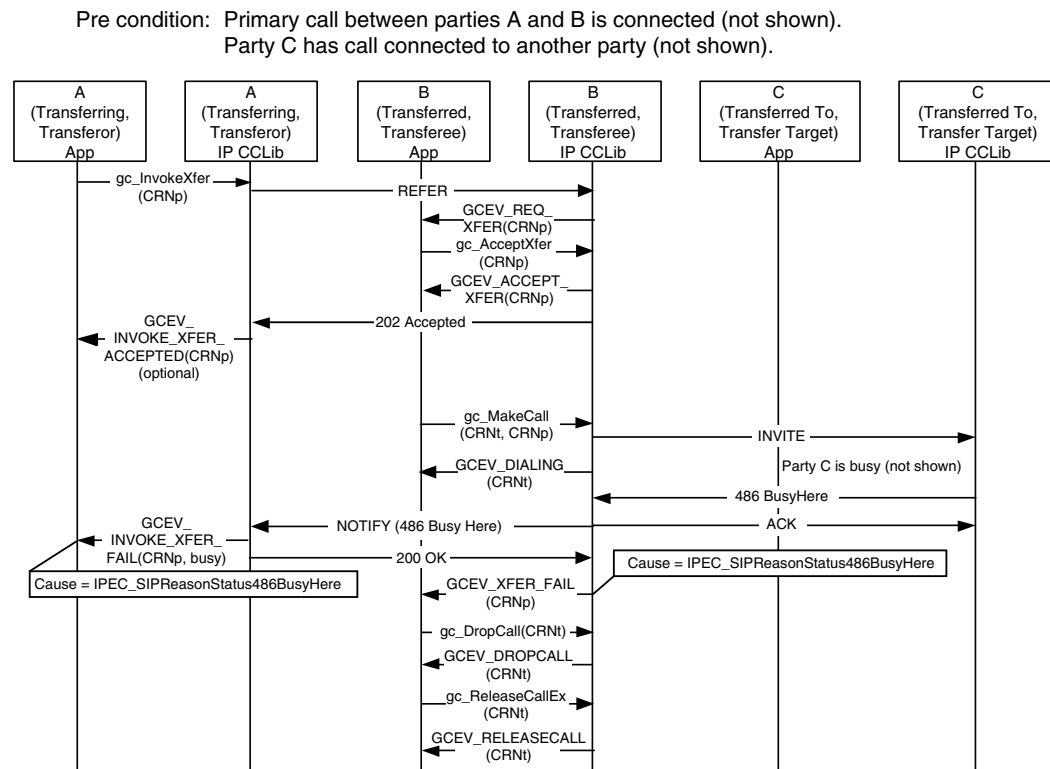 Pre condition: Primary call between parties A and B is connected (not shown).
Party C has call connected to another party (not shown).
A
(Transferring,
Transferor)
App
A
(Transferring,
Transferor)
IP CCLib
B
(Transferred,
Transferee)
App
B
(Transferred,
Transferee)
IP CCLib
C
(Transferred To,
Transfer Target)
App
C
(Transferred To,
Transfer Target)
IP CCLib
gc_InvokeXfer
(CRNp)
REFER
GCEV_REQ_
XFER(CRNp)
gc_AcceptXfer
(CRNp)
GCEV_ACCEPT_
XFER(CRNp)
202 Accepted
GCEV_
INVOKE_XFER_
ACCEPTED(CRNp)
(optional)
gc_MakeCall
(CRNt, CRNp)
INVITE
GCEV_DIALING
(CRNt)
Party C is busy (not shown)
486 BusyHere
NOTIFY (486 Busy Here)
ACK
GCEV_
INVOKE_XFER_
FAIL(CRNp, busy)
200 OK
Cause = IPEC_SIPReasonStatus486BusyHere
Cause = IPEC_SIPReasonStatus486BusyHere
GCEV_XFER_FAIL
(CRNp)
gc_DropCall(CRNt)
GCEV_DROPCALL
(CRNt)
gc_ReleaseCallEx
(CRNt)
GCEV_RELEASECALL
(CRNt)